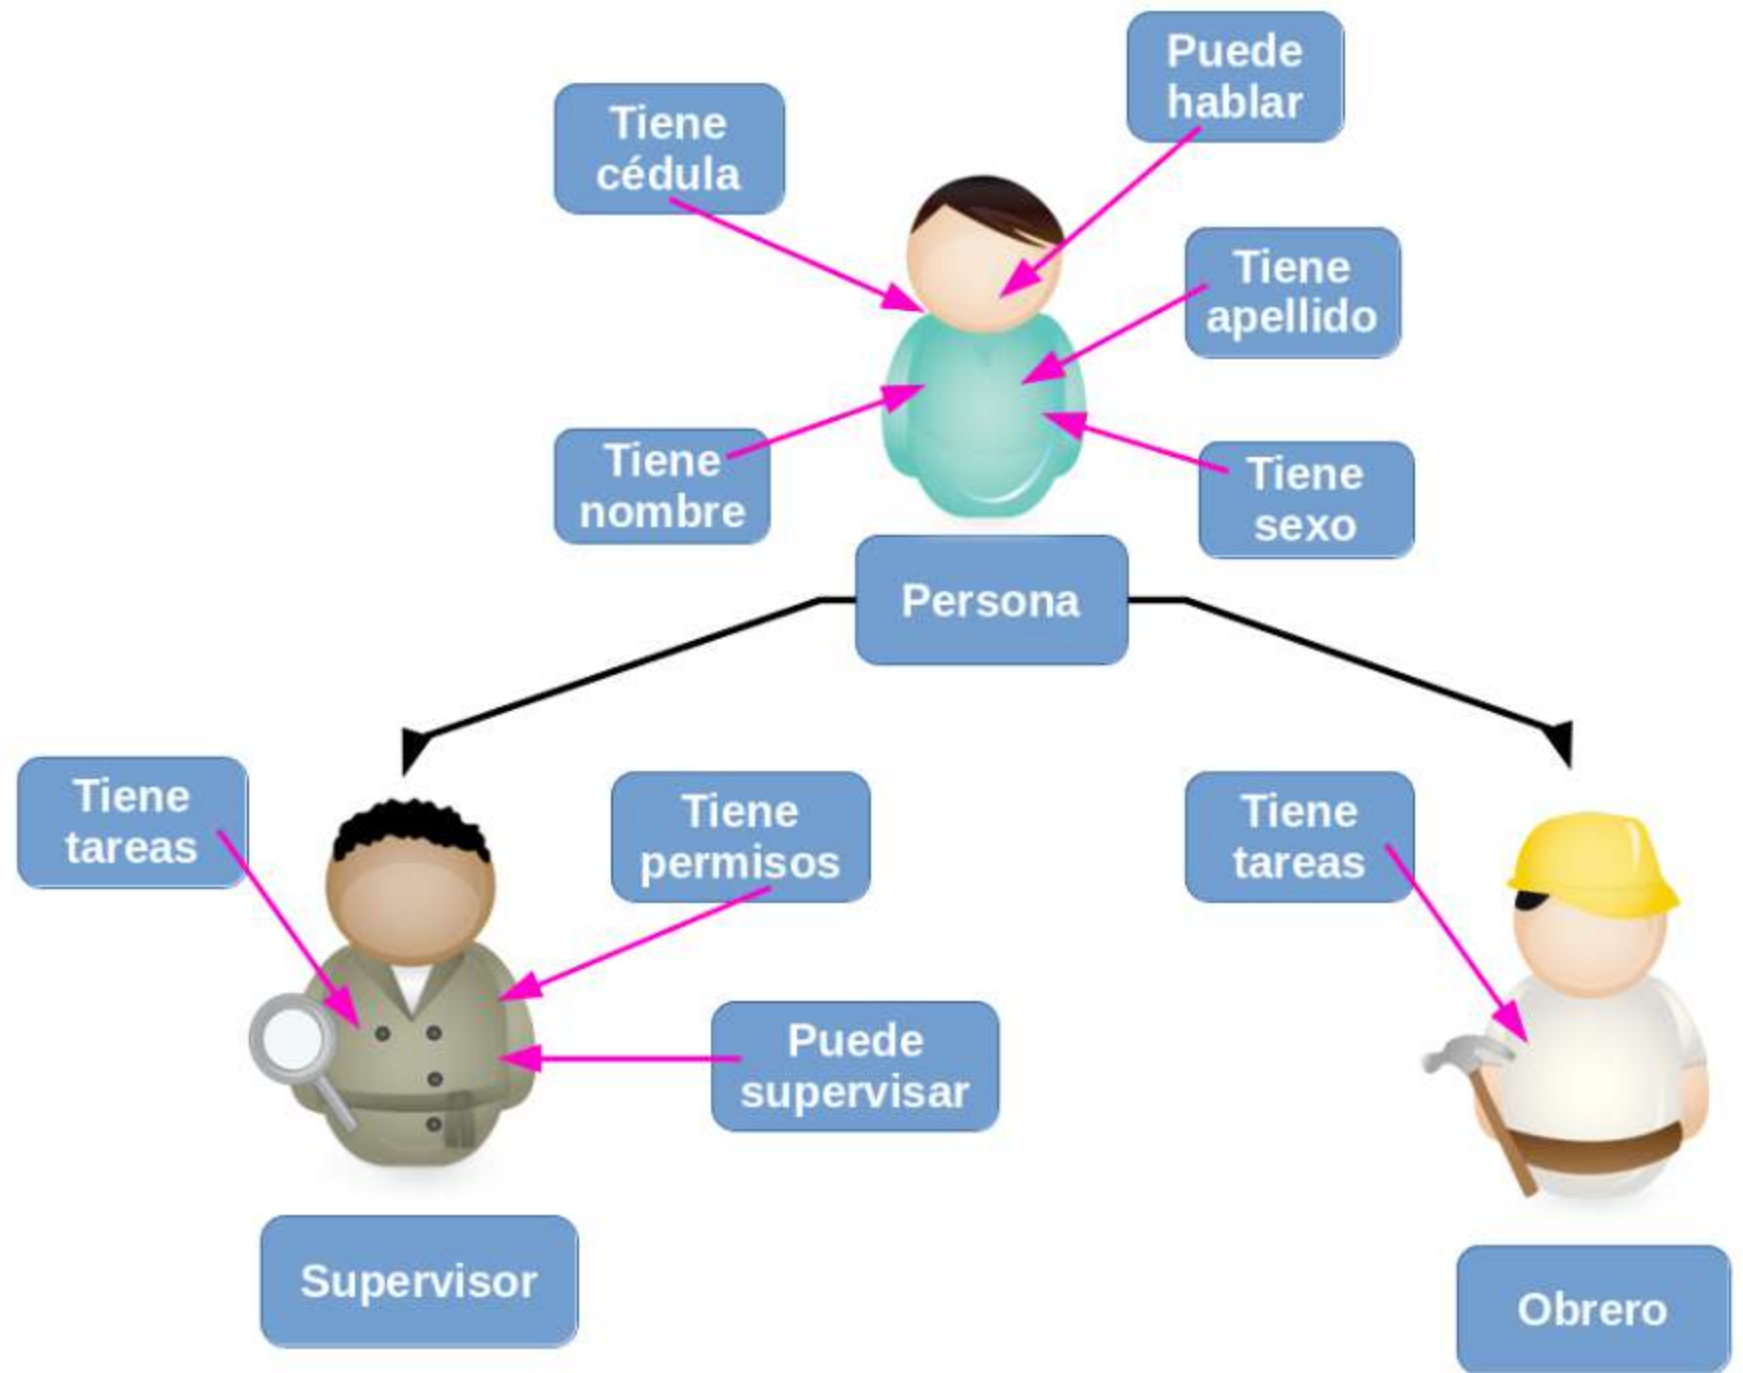 Puede
hablar
Tiene
cédula
Tiene
apellido
Tiene
nombre
Tiene
sexo
Persona
Tiene
tareas
Tiene
permisos
Tiene
tareas
Puede
supervisar
Supervisor
Obrero